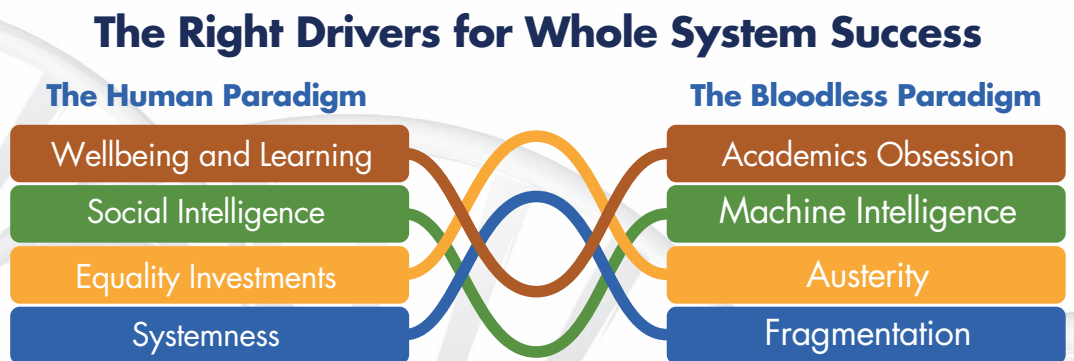 The Right Drivers for Whole System Success
The Human Paradigm
Wellbeing and Learning
Social Intelligence
Equality Investments
Systemness
The Bloodless Paradigm
Academics Obsession
Machine Intelligence
Austerity
Fragmentation